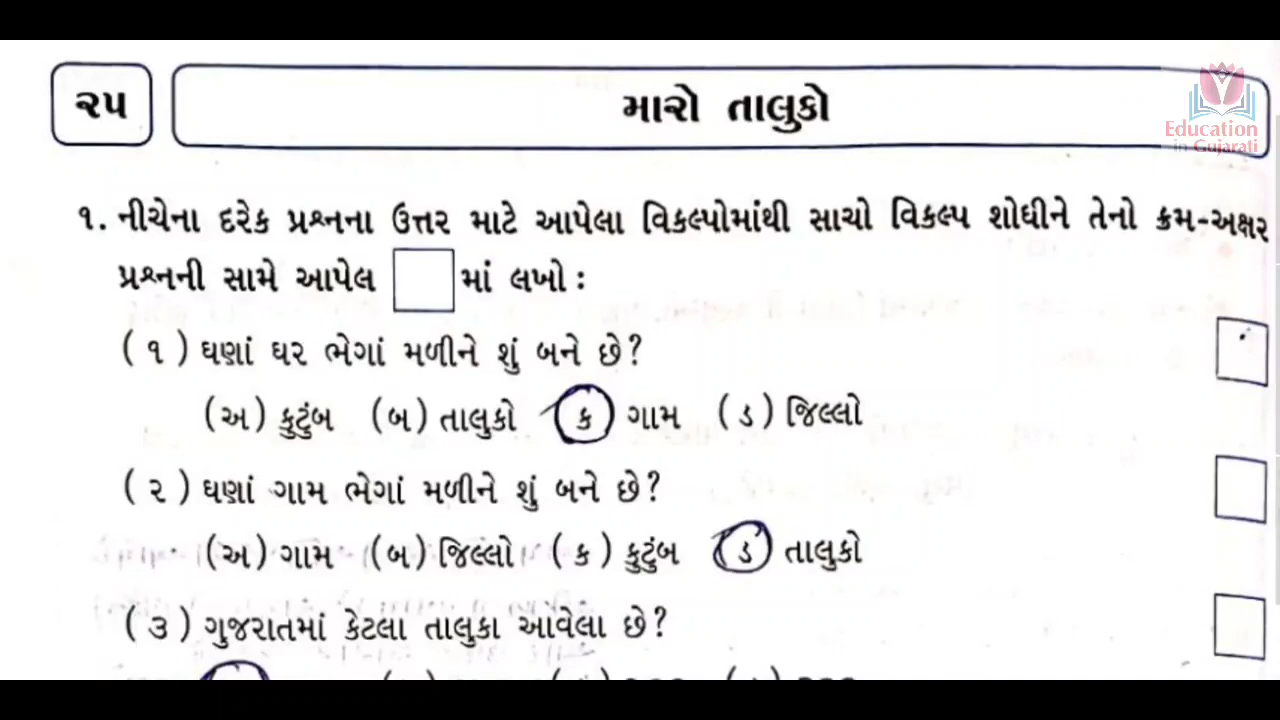 ૨૫
મારો તાલુકો
Education
in Gujarati
૧. નીચેના દરેક પ્રશ્નના ઉત્તર માટે આપેલા વિકલ્પોમાંથી સાચો વિકલ્પ શોધીને તેનો ક્રમ-અક્ષર
પ્રશ્નની સામે આપેલ માં લખો :
(૧) ઘણાં ઘર ભેગાં મળીને શું બને છે?
(અ) કુટુંબ (બ) તાલુકો ક ગામ (ડ) જિલ્લો
(૨) ઘણાં ગામ ભેગાં મળીને શું બને છે?
(અ) ગામ (બ) જિલ્લો (ક) કુટુંબ (ડ) તાલુકો
(૩) ગુજરાતમાં કેટલા તાલુકા આવેલા છે?